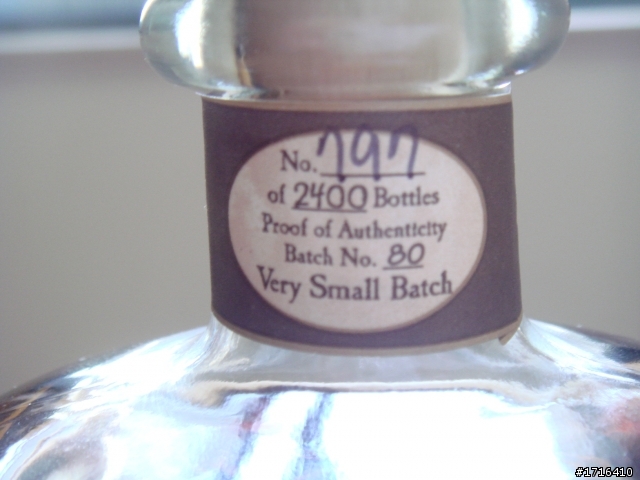 No. 797
of 2400 Bottles
Proof of Authenticity
Batch No. 80
Very Small Batch
#1716410